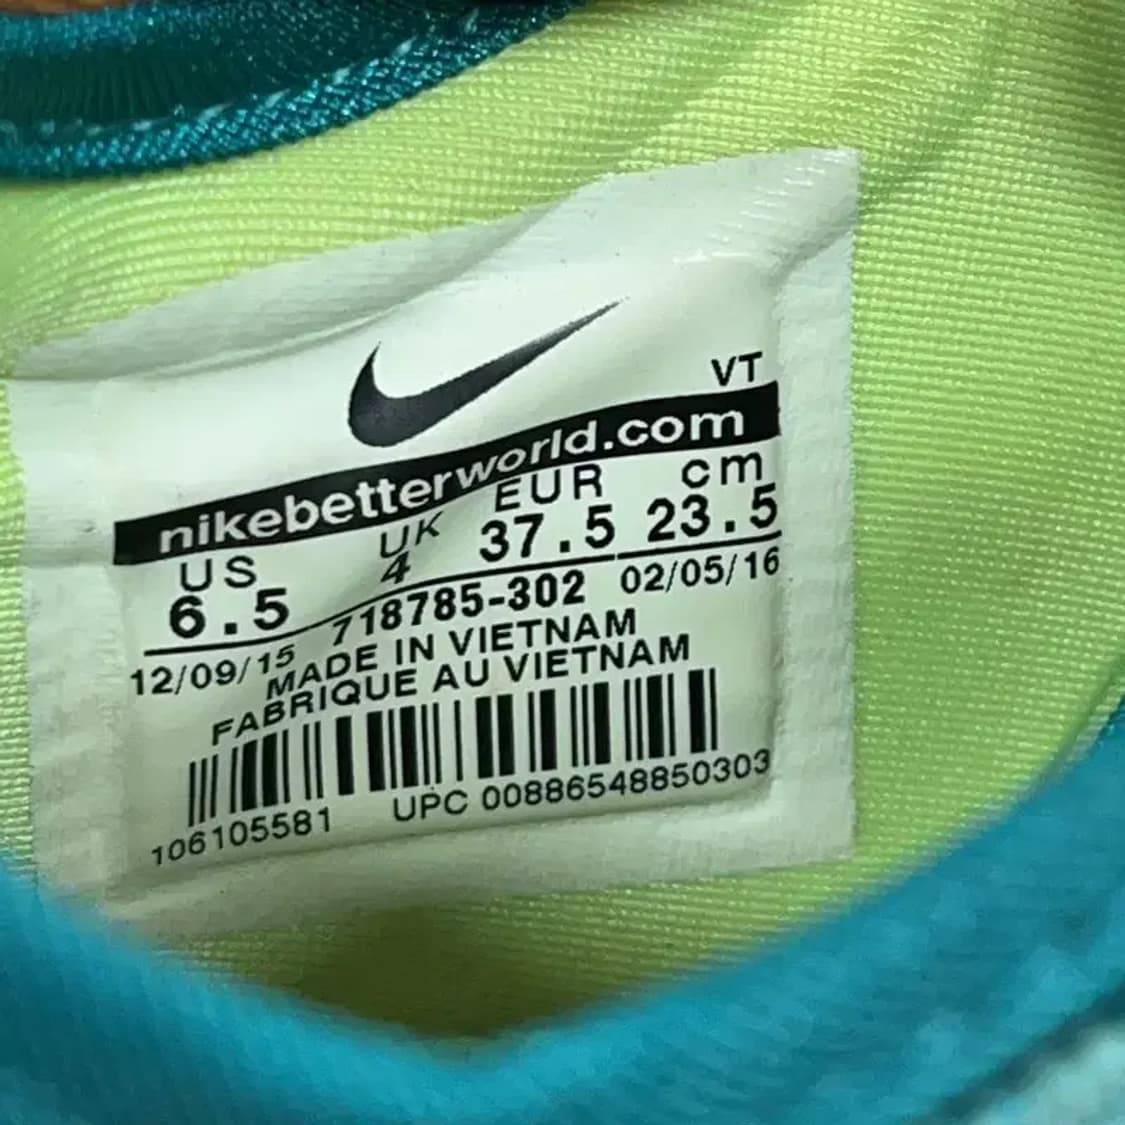 VT
nikebetterworld.com
US UK EUR cm
6.5 4 37.5 23.5
12/09/15 718785-302 02/05/16
MADE IN VIETNAM
FABRIQUE AU VIETNAM
106105581 UPC 00886548850303